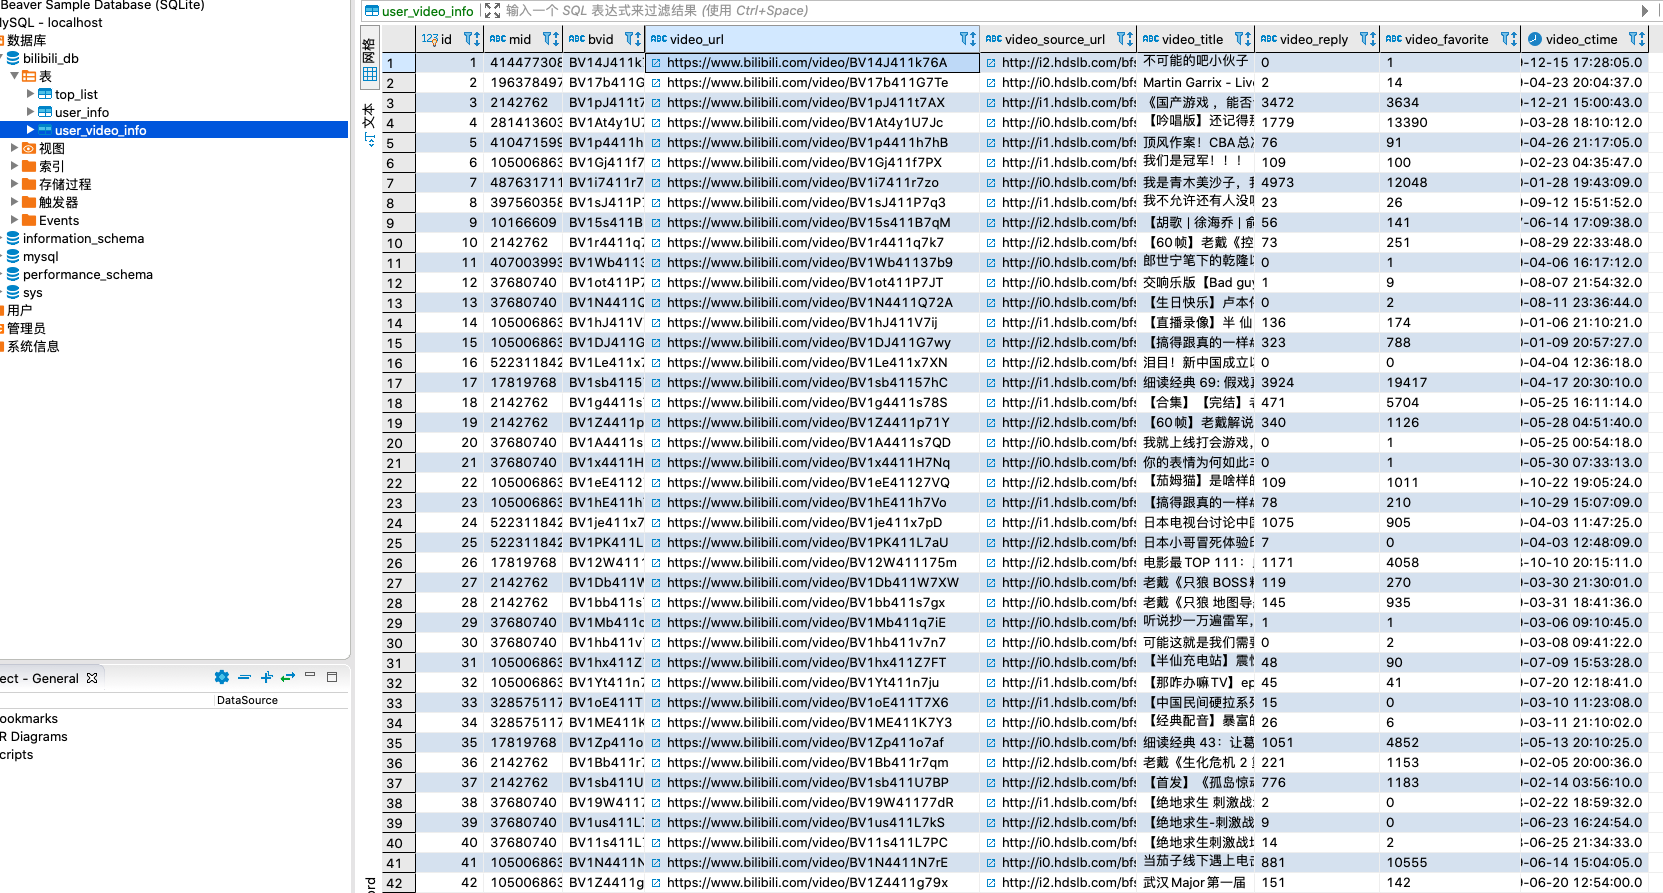 Beaver Sample Database (SQLite)
MySQL - localhost
数据库
bilibili_db
表
top_list
user_info
user_video_info
视图
索引
存储过程
触发器
Events
information_schema
mysql
performance_schema
sys
用户
管理员
系统信息
ect - General
DataSource
ookmarks
R Diagrams
cripts
user_video_info 输入一个 SQL 表达式来过滤结果 (使用 Ctrl+Space)
网格
文本
123 id ABC mid ABC bvid ABC video_url ABC video_source_url ABC video_title ABC video_reply ABC video_favorite video_ctime
1 1 414477308 BV14J411k https://www.bilibili.com/video/BV14J411k76A http://i2.hdslb.com/bfs 不可能的吧小伙子 0 1 -12-15 17:28:05.0
2 2 196378497 BV17b411G https://www.bilibili.com/video/BV17b411G7Te http://i2.hdslb.com/bfs Martin Garrix - Live 2 14 -04-23 20:04:37.0
3 3 2142762 BV1pJ411t7 https://www.bilibili.com/video/BV1pJ411t7AX http://i1.hdslb.com/bfs 《国产游戏，能否 3472 3634 -12-21 15:00:43.0
4 4 281413603 BV1At4y1U7 https://www.bilibili.com/video/BV1At4y1U7Jc http://i0.hdslb.com/bfs 【吟唱版】还记得那 1779 13390 -03-28 18:10:12.0
5 5 410471599 BV1p4411h https://www.bilibili.com/video/BV1p4411h7hB http://i1.hdslb.com/bfs 顶风作案！CBA总决 76 91 -04-26 21:17:05.0
6 6 105006863 BV1Gj411f7 https://www.bilibili.com/video/BV1Gj411f7PX http://i1.hdslb.com/bfs 我们是冠军！！！ 109 100 -02-23 04:35:47.0
7 7 487631711 BV1i7411r7 https://www.bilibili.com/video/BV1i7411r7zo http://i0.hdslb.com/bfs 我是青木美沙子，我 4973 12048 0-01-28 19:43:09.0
8 8 397560358 BV1sJ411P7 https://www.bilibili.com/video/BV1sJ411P7q3 http://i1.hdslb.com/bfs 我不允许还有人没 23 26 -09-12 15:51:52.0
9 9 10166609 BV15s411B https://www.bilibili.com/video/BV15s411B7qM http://i2.hdslb.com/bfs 【胡歌 | 徐海乔 | 俞 56 141 -06-14 17:09:38.0
10 10 2142762 BV1r4411q7 https://www.bilibili.com/video/BV1r4411q7k7 http://i2.hdslb.com/bfs 【60帧】老戴《控 73 251 -08-29 22:33:48.0
11 11 407003993 BV1Wb4113 https://www.bilibili.com/video/BV1Wb41137b9 http://i0.hdslb.com/bfs 郎世宁笔下的乾隆 0 1 -04-06 16:17:12.0
12 12 37680740 BV1ot411P7 https://www.bilibili.com/video/BV1ot411P7JT http://i2.hdslb.com/bfs 交响乐版【Bad guy 1 9 -08-07 21:54:32.0
13 13 37680740 BV1N4411Q https://www.bilibili.com/video/BV1N4411Q72A http://i0.hdslb.com/bfs 【生日快乐】卢本伟 0 2 -08-11 23:36:44.0
14 14 105006863 BV1hJ411V https://www.bilibili.com/video/BV1hJ411V7ij http://i1.hdslb.com/bfs 【直播录像】半 仙 136 174 0-01-06 21:10:21.0
15 15 105006863 BV1DJ411G https://www.bilibili.com/video/BV1DJ411G7wy http://i1.hdslb.com/bfs 【搞得跟真的一样# 323 788 0-01-09 20:57:27.0
16 16 522311842 BV1Le411x7 https://www.bilibili.com/video/BV1Le411x7XN http://i2.hdslb.com/bfs 泪目！新中国成立以 0 0 0-04-04 12:36:18.0
17 17 17819768 BV1sb4115 https://www.bilibili.com/video/BV1sb41157hC http://i1.hdslb.com/bfs 细读经典 69: 假戏真 3924 19417 -04-17 20:30:10.0
18 18 2142762 BV1g4411s https://www.bilibili.com/video/BV1g4411s78S http://i1.hdslb.com/bfs 【合集】【完结】老 471 5704 -05-25 16:11:14.0
19 19 2142762 BV1Z4411p https://www.bilibili.com/video/BV1Z4411p71Y http://i2.hdslb.com/bfs 【60帧】老戴解说 340 1126 -05-28 04:51:40.0
20 20 37680740 BV1A4411s https://www.bilibili.com/video/BV1A4411s7QD http://i0.hdslb.com/bfs 我就上线打会游戏， 0 1 -05-25 00:54:18.0
21 21 37680740 BV1x4411H https://www.bilibili.com/video/BV1x4411H7Nq http://i0.hdslb.com/bfs 你的表情为何如此丰 0 1 -05-30 07:33:13.0
22 22 105006863 BV1eE4112 https://www.bilibili.com/video/BV1eE41127VQ http://i2.hdslb.com/bfs 【茄姆猫】是啥样的 109 1011 -10-22 19:05:24.0
23 23 105006863 BV1hE411h https://www.bilibili.com/video/BV1hE411h7Vo http://i1.hdslb.com/bfs 【搞得跟真的一样# 78 210 -10-29 15:07:09.0
24 24 522311842 BV1je411x7 https://www.bilibili.com/video/BV1je411x7pD http://i1.hdslb.com/bfs 日本电视台讨论中国 1075 905 0-04-03 11:47:25.0
25 25 522311842 BV1PK411L https://www.bilibili.com/video/BV1PK411L7aU http://i2.hdslb.com/bfs 日本小哥冒死体验 7 0 0-04-03 12:48:09.0
26 26 17819768 BV12W411 https://www.bilibili.com/video/BV12W411175m http://i2.hdslb.com/bfs 电影最TOP 111： 1171 4058 -10-10 20:15:11.0
27 27 2142762 BV1Db411W https://www.bilibili.com/video/BV1Db411W7XW http://i0.hdslb.com/bfs 老戴《只狼 BOSS 119 270 -03-30 21:30:01.0
28 28 2142762 BV1bb411s https://www.bilibili.com/video/BV1bb411s7gx http://i0.hdslb.com/bfs 老戴《只狼 地图导 145 935 -03-31 18:41:36.0
29 29 37680740 BV1Mb411q https://www.bilibili.com/video/BV1Mb411q7iE http://i0.hdslb.com/bfs 听说抄一万遍雷军， 1 1 -03-06 09:10:45.0
30 30 37680740 BV1hb411v https://www.bilibili.com/video/BV1hb411v7n7 http://i0.hdslb.com/bfs 可能这就是我们需要 0 2 -03-08 09:41:22.0
31 31 105006863 BV1hx411Z https://www.bilibili.com/video/BV1hx411Z7FT http://i0.hdslb.com/bfs 【半仙充电站】震惊 48 90 -07-09 15:53:28.0
32 32 105006863 BV1Yt411n7 https://www.bilibili.com/video/BV1Yt411n7ju http://i1.hdslb.com/bfs 【那咋办嘛TV】ep 45 41 -07-20 12:18:41.0
33 33 328575117 BV1oE411T https://www.bilibili.com/video/BV1oE411T7X6 http://i1.hdslb.com/bfs 【中国民间硬拉系列 15 0 0-03-10 11:23:08.0
34 34 328575117 BV1ME411K https://www.bilibili.com/video/BV1ME411K7Y3 http://i0.hdslb.com/bfs 【经典配音】暴富的 26 6 0-03-11 21:10:02.0
35 35 17819768 BV1Zp411o https://www.bilibili.com/video/BV1Zp411o7af http://i0.hdslb.com/bfs 细读经典 43：让葛 1051 4852 -05-13 20:10:25.0
36 36 2142762 BV1Bb411r7 https://www.bilibili.com/video/BV1Bb411r7qm http://i2.hdslb.com/bfs 老戴《生化危机 2 221 1153 -02-05 20:00:36.0
37 37 2142762 BV1sb411U https://www.bilibili.com/video/BV1sb411U7BP http://i2.hdslb.com/bfs 【首发】《孤岛惊魂 776 1183 -02-14 03:56:10.0
38 38 37680740 BV19W4117 https://www.bilibili.com/video/BV19W41177dR http://i1.hdslb.com/bfs 【绝地求生 刺激战 2 0 -02-22 18:59:32.0
39 39 37680740 BV1us411L7 https://www.bilibili.com/video/BV1us411L7kS http://i2.hdslb.com/bfs 【绝地求生-刺激战 9 0 -06-23 16:24:54.0
40 40 37680740 BV11s411L7 https://www.bilibili.com/video/BV11s411L7PC http://i0.hdslb.com/bfs 【绝地求生刺激战场 14 2 -06-25 21:34:33.0
41 41 105006863 BV1N4411N https://www.bilibili.com/video/BV1N4411N7rE http://i0.hdslb.com/bfs 当茄子线下遇上电击 881 10555 -06-14 15:04:05.0
42 42 105006863 BV1Z4411g https://www.bilibili.com/video/BV1Z4411g79x http://i2.hdslb.com/bfs 武汉Major第一届 151 142 -06-20 12:54:00.0
ord